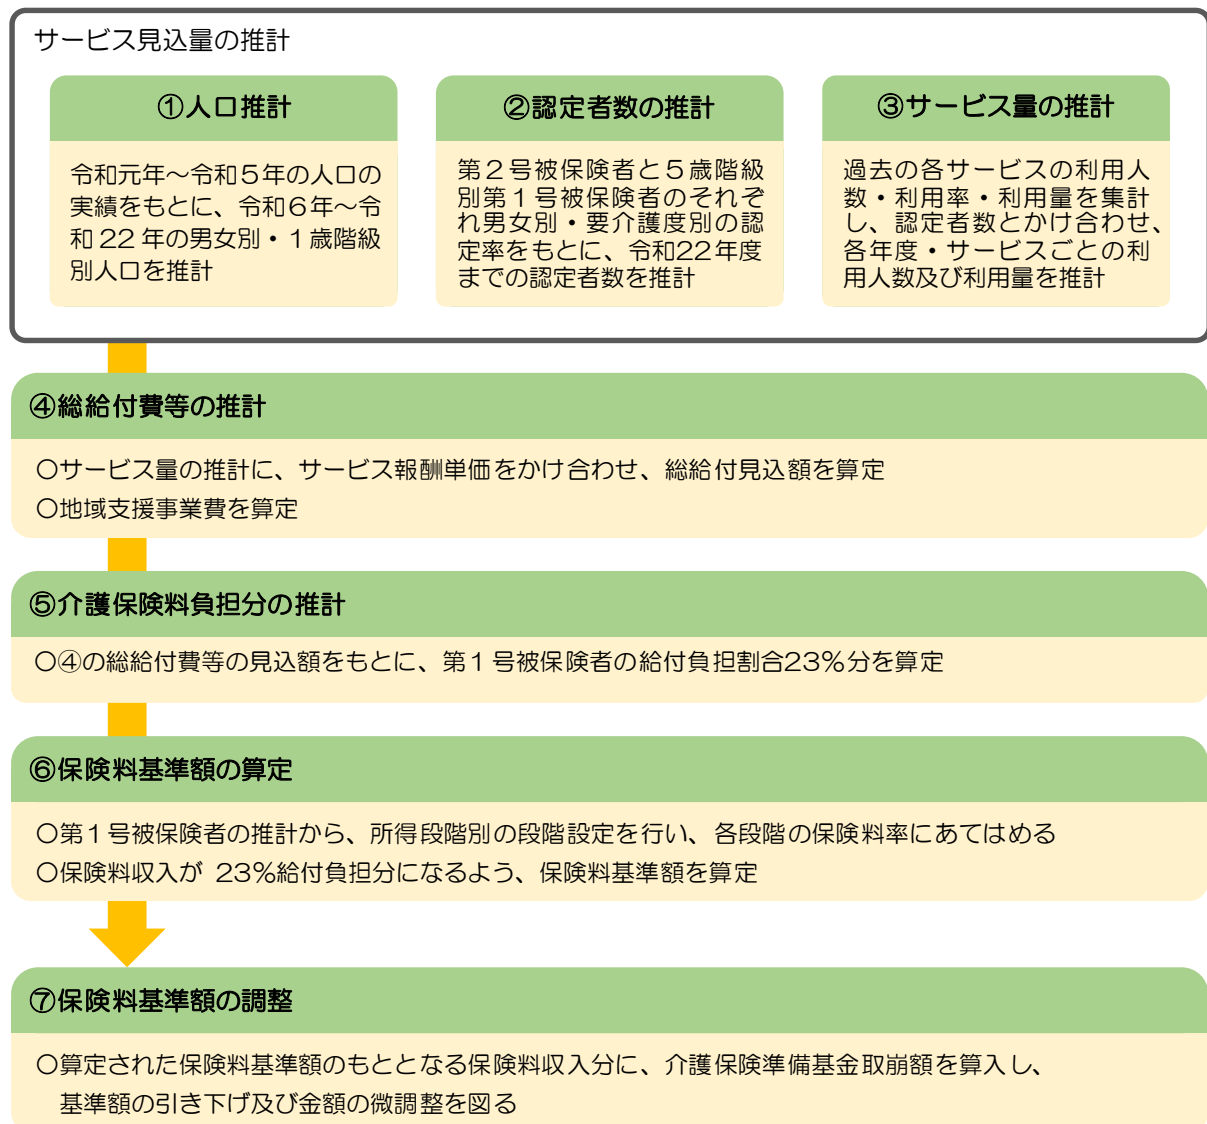 サービス見込量の推計
①人口推計
令和元年～令和５年の人口の
実績をもとに、令和６年～令
和 22 年の男女別・１歳階級
別人口を推計
②認定者数の推計
第２号被保険者と５歳階級
別第１号被保険者のそれぞ
れ男女別・要介護度別の認
定率をもとに、令和22年度
までの認定者数を推計
③サービス量の推計
過去の各サービスの利用人
数・利用率・利用量を集計
し、認定者数とかけ合わせ、
各年度・サービスごとの利
用人数及び利用量を推計
④総給付費等の推計
○サービス量の推計に、サービス報酬単価をかけ合わせ、総給付見込額を算定
○地域支援事業費を算定
⑤介護保険料負担分の推計
○④の総給付費等の見込額をもとに、第１号被保険者の給付負担割合23％分を算定
⑥保険料基準額の算定
○第１号被保険者の推計から、所得段階別の段階設定を行い、各段階の保険料率にあてはめる
○保険料収入が 23％給付負担分になるよう、保険料基準額を算定
⑦保険料基準額の調整
○算定された保険料基準額のもととなる保険料収入分に、介護保険準備基金取崩額を算入し、
基準額の引き下げ及び金額の微調整を図る